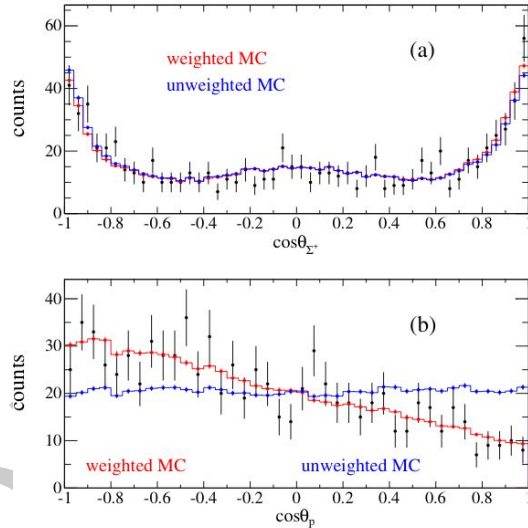 (a)
weighted MC
unweighted MC
counts
60
40
20
0
-1 -0.8 -0.6 -0.4 -0.2 0 0.2 0.4 0.6 0.8 1
cosθ_Σ⁺
(b)
counts
40
30
20
10
0
weighted MC unweighted MC
-1 -0.8 -0.6 -0.4 -0.2 0 0.2 0.4 0.6 0.8 1
cosθ_p